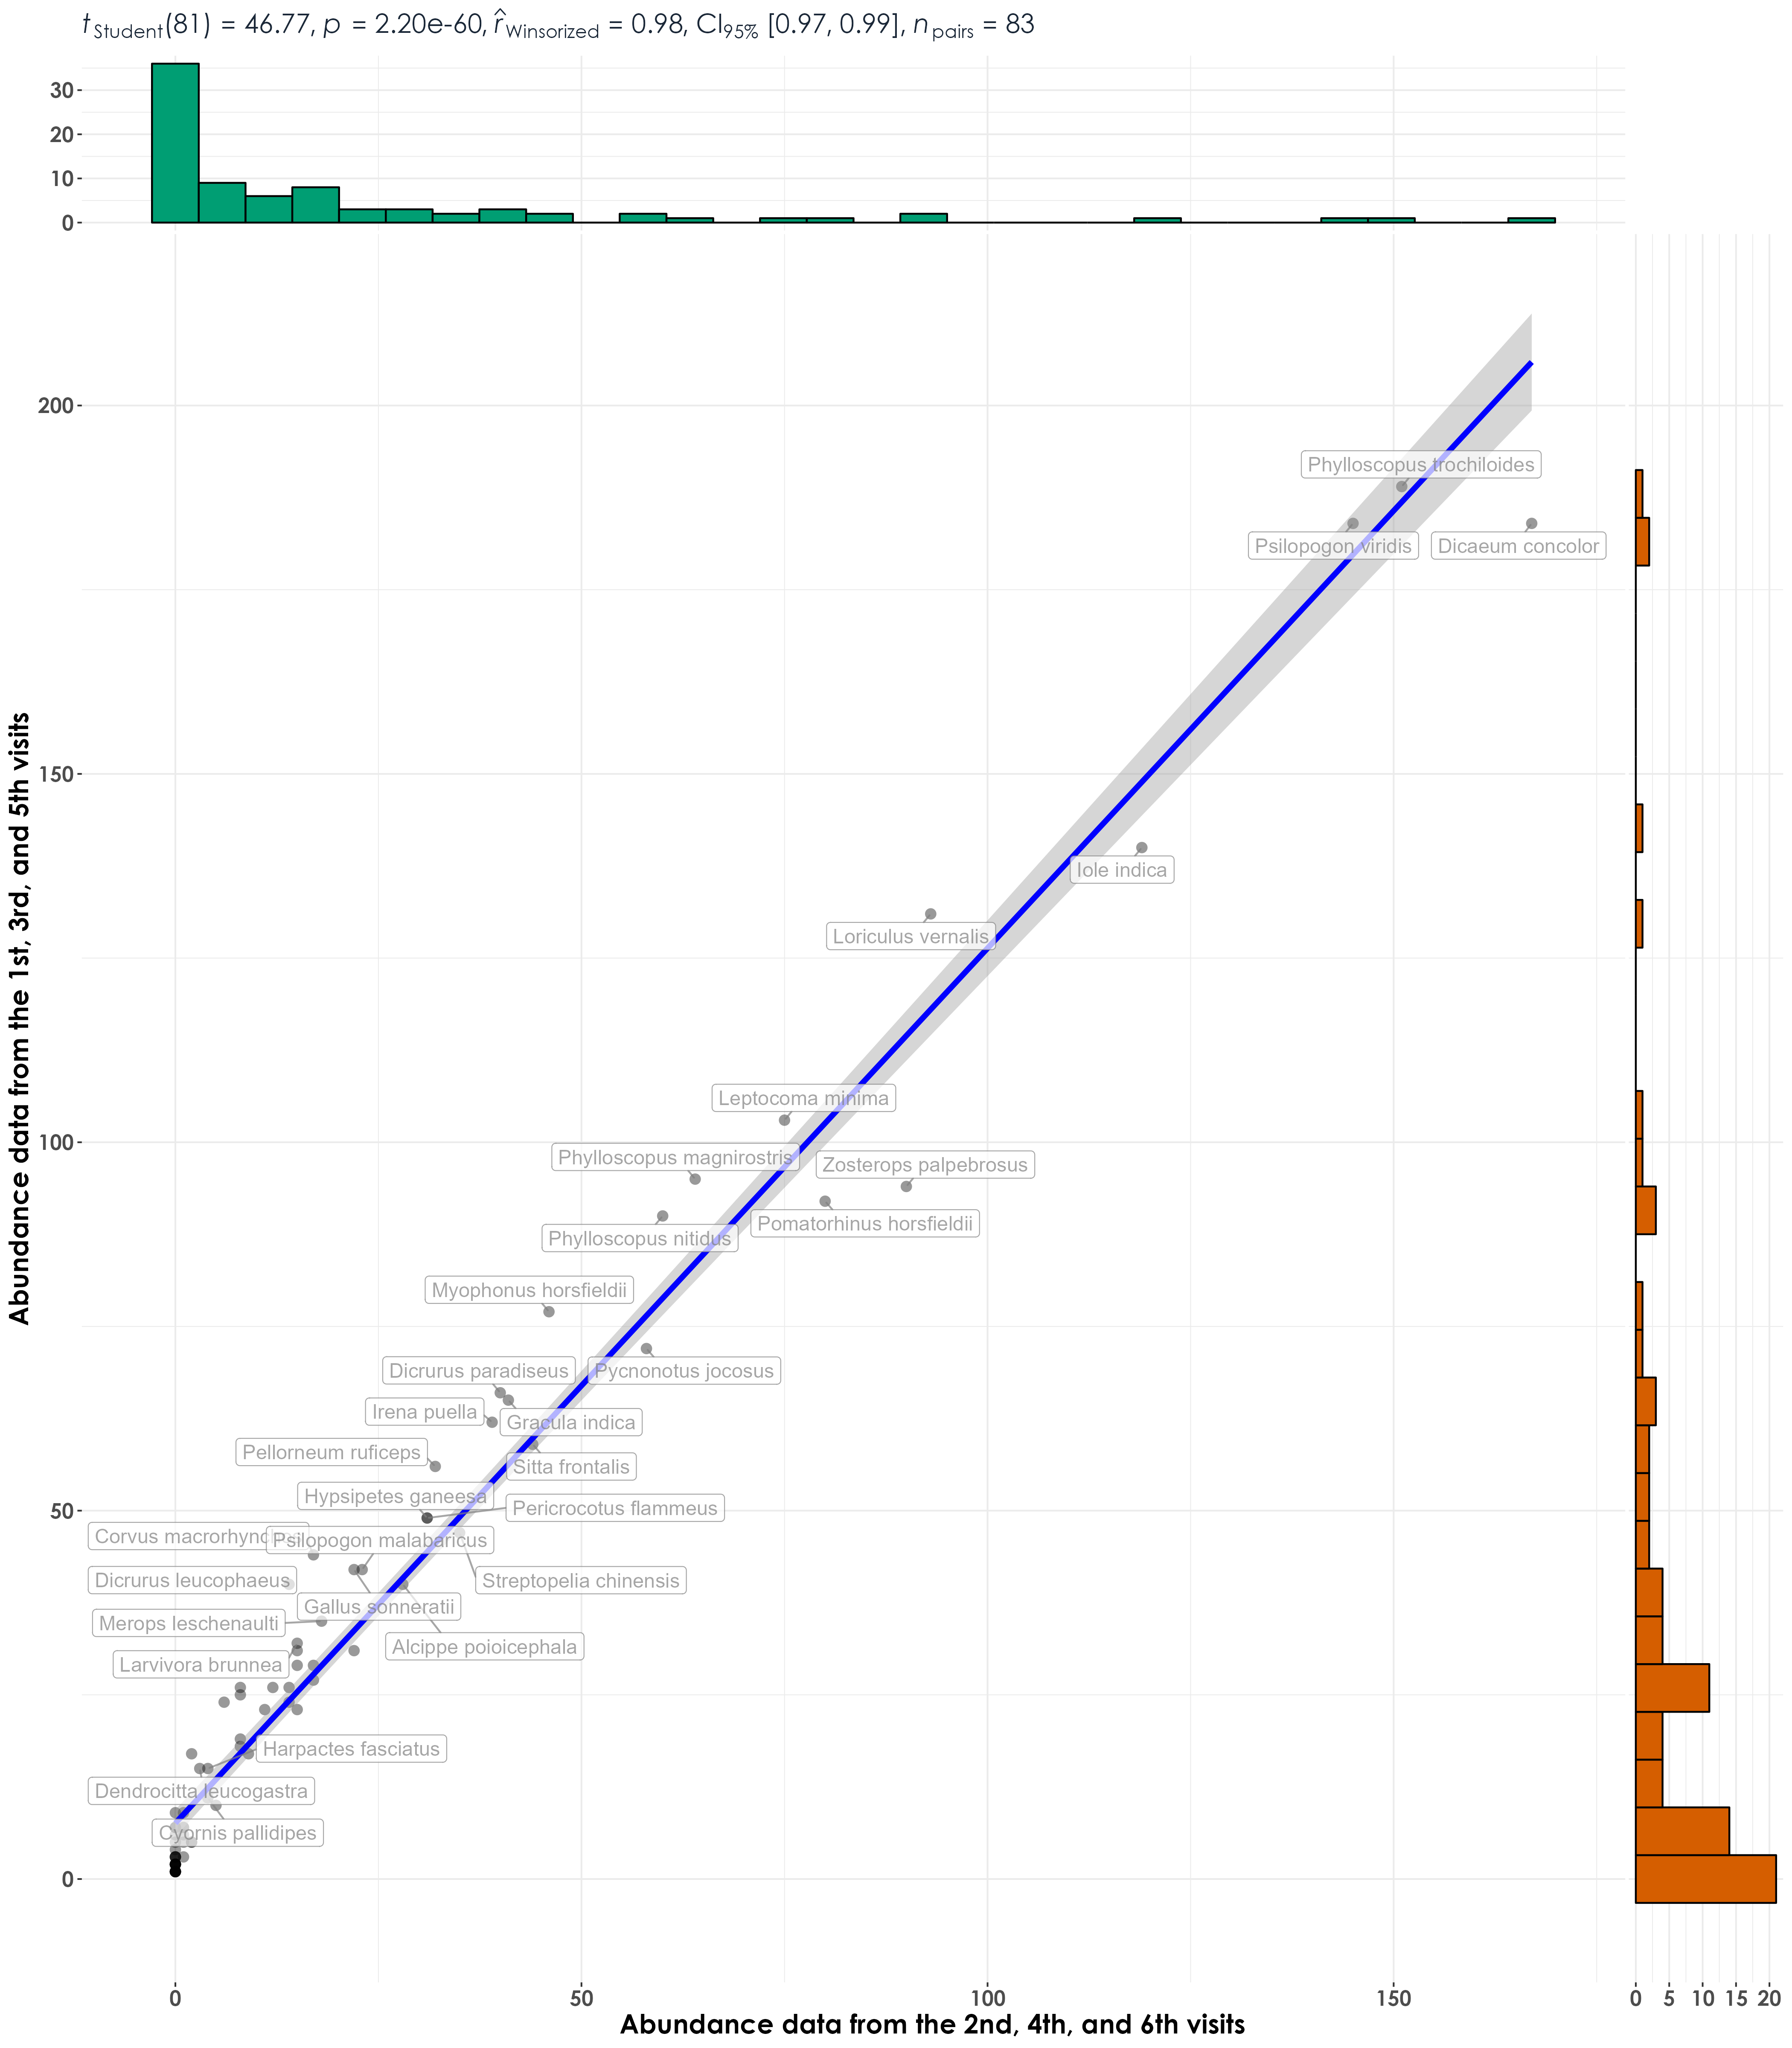 t Student(81) = 46.77, p = 2.20e-60, r̂ Winsorized = 0.98, CI95% [0.97, 0.99], n pairs = 83
30
20
10
0
200
150
100
50
0
Abundance data from the 1st, 3rd, and 5th visits
Phylloscopus trochiloides
Psilopogon viridis
Dicaeum concolor
Iole indica
Loriculus vernalis
Leptocoma minima
Phylloscopus magnirostris
Zosterops palpebrosus
Pomatorhinus horsfieldii
Phylloscopus nitidus
Myophonus horsfieldii
Dicrurus paradiseus
Pycnonotus jocosus
Irena puella
Gracula indica
Pellorneum ruficeps
Sitta frontalis
Hypsipetes ganeesa
Pericrocotus flammeus
Corvus
Psilopogon malabaricus
Dicrurus leucophaeus
Streptopelia chinensis
Gallus sonneratii
Merops leschenaulti
Alcippe poioicephala
Larvivora brunnea
Harpactes fasciatus
Dendrocitta leucogastra
Cyornis pallidipes
0 50 100 150
0 5 10 15 20
Abundance data from the 2nd, 4th, and 6th visits